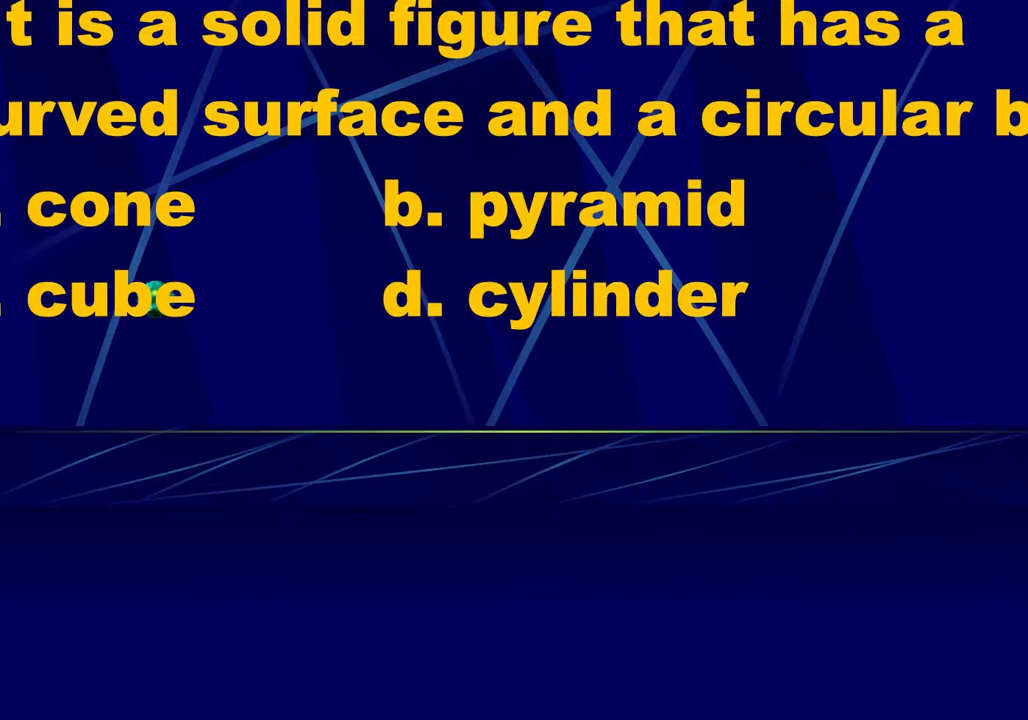 t is a solid figure that has a
urved surface and a circular b
. cone b. pyramid
. cube d. cylinder